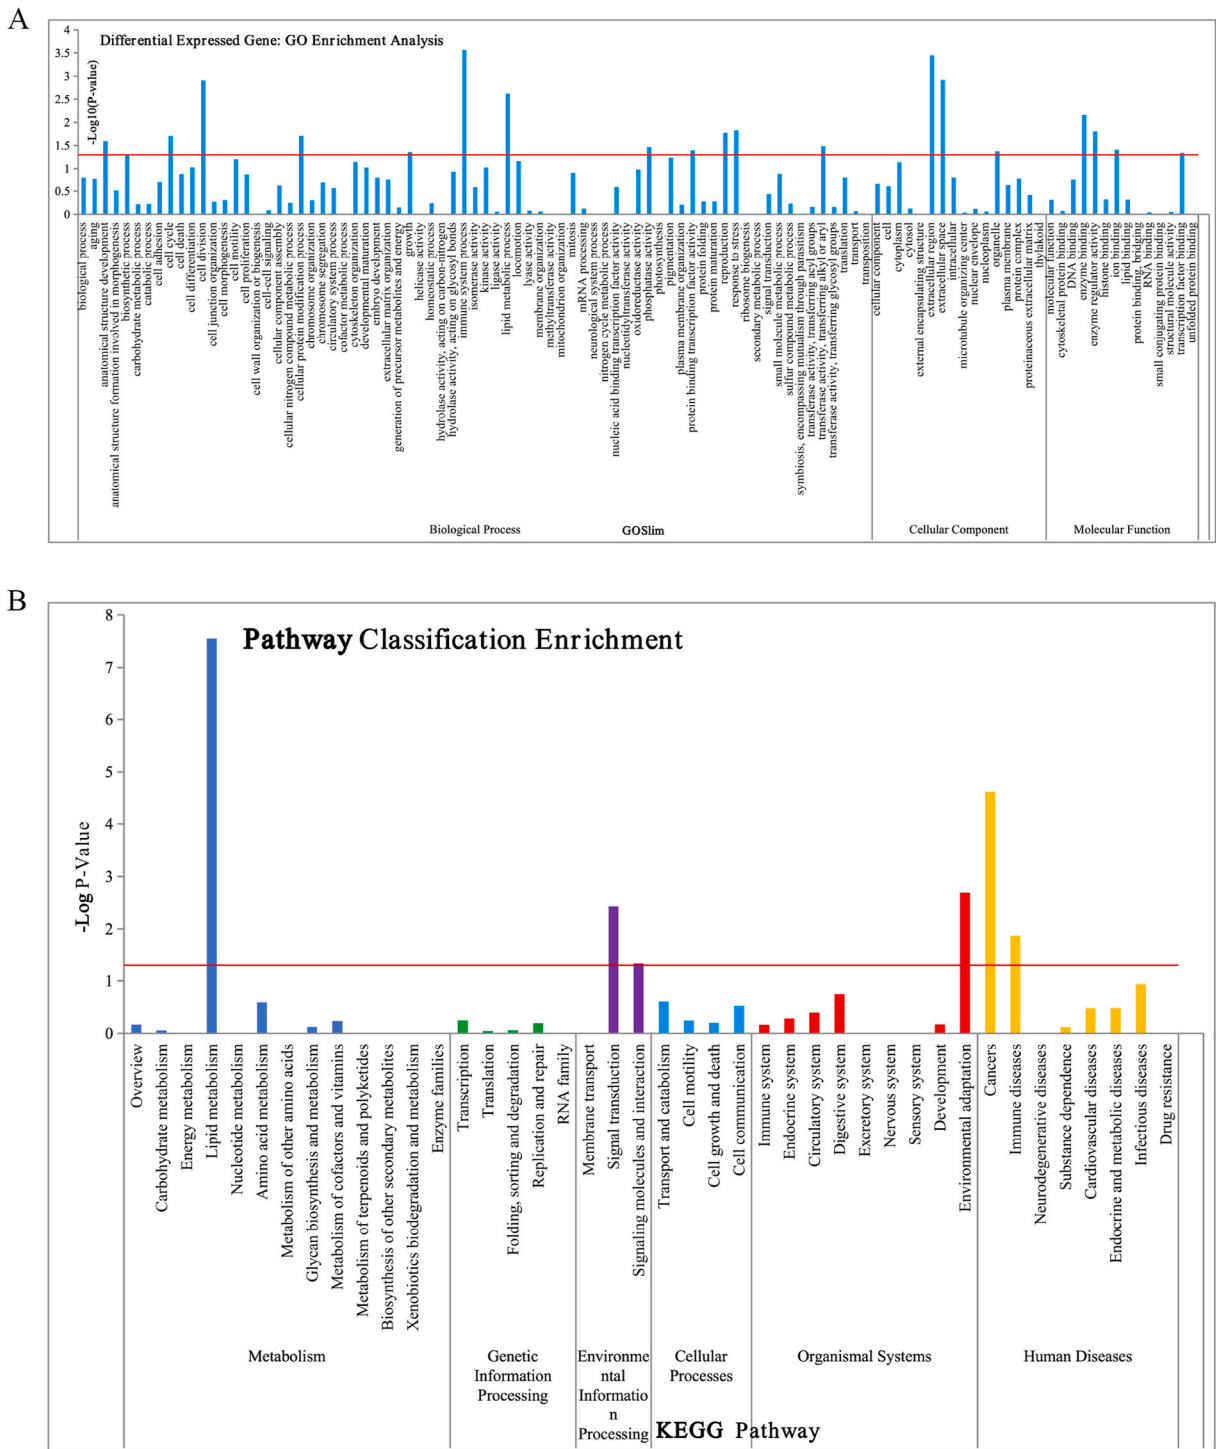 A
Differential Expressed Gene: GO Enrichment Analysis
-Log10(P-value)
4
3.5
3
2.5
2
1.5
1
0.5
0
biological process
aging
anatomical structure development
anatomical structure formation involved in morphogenesis
biosynthetic process
carbohydrate metabolic process
catabolic process
cell adhesion
cell cycle
cell death
cell differentiation
cell division
cell junction organization
cell morphogenesis
cell motility
cell proliferation
cell wall organization or biogenesis
cell-cell signaling
cellular component assembly
cellular nitrogen compound metabolic process
cellular protein modification process
chromosome organization
chromosome segregation
circulatory system process
cofactor metabolic process
cytoskeleton organization
developmental maturation
embryo development
extracellular matrix organization
generation of precursor metabolites and energy
growth
helicase activity
homeostatic process
hydrolase activity, acting on carbon-nitrogen
hydrolase activity, acting on glycosyl bonds
immune system process
isomerase activity
kinase activity
ligase activity
lipid metabolic process
locomotion
lyase activity
membrane organization
methyltransferase activity
mitochondrion organization
mitosis
mRNA processing
neurological system process
nitrogen cycle metabolic process
nucleic acid binding transcription factor activity
nucleotidyltransferase activity
oxidoreductase activity
phosphatase activity
photosynthesis
pigmentation
plasma membrane organization
protein binding transcription factor activity
protein folding
protein maturation
reproduction
response to stress
ribosome biogenesis
secondary metabolic process
signal transduction
small molecule metabolic process
sulfur compound metabolic process
symbiosis, encompassing mutualism through parasitism
transferase activity, transferring acyl groups
transferase activity, transferring alkyl or aryl
transferase activity, transferring glycosyl groups
translation
transport
transposition
cellular component
cell
cytoplasm
cytosol
external encapsulating structure
extracellular region
extracellular space
intracellular
microtubule organizing center
nuclear envelope
nucleoplasm
organelle
plasma membrane
protein complex
proteinaceous extracellular matrix
thylakoid
molecular function
cytoskeletal protein binding
DNA binding
enzyme binding
enzyme regulator activity
histone binding
ion binding
lipid binding
protein binding, bridging
RNA binding
small conjugating protein binding
structural molecule activity
transcription factor binding
unfolded protein binding
Biological Process
GOSlim
Cellular Component
Molecular Function
B
Pathway Classification Enrichment
-Log P-Value
8
7
6
5
4
3
2
1
0
Overview
Carbohydrate metabolism
Energy metabolism
Lipid metabolism
Nucleotide metabolism
Amino acid metabolism
Metabolism of other amino acids
Glycan biosynthesis and metabolism
Metabolism of cofactors and vitamins
Metabolism of terpenoids and polyketides
Biosynthesis of other secondary metabolites
Xenobiotics biodegradation and metabolism
Enzyme families
Transcription
Translation
Folding, sorting and degradation
Replication and repair
RNA family
Membrane transport
Signal transduction
Signaling molecules and interaction
Transport and catabolism
Cell motility
Cell growth and death
Cell communication
Immune system
Endocrine system
Circulatory system
Digestive system
Excretory system
Nervous system
Sensory system
Development
Environmental adaptation
Cancers
Immune diseases
Neurodegenerative diseases
Substance dependence
Cardiovascular diseases
Endocrine and metabolic diseases
Infectious diseases
Drug resistance
Metabolism
Genetic
Information
Processing
Environme
ntal
Informatio
n
Processing
Cellular
Processes
Organismal Systems
Human Diseases
KEGG Pathway